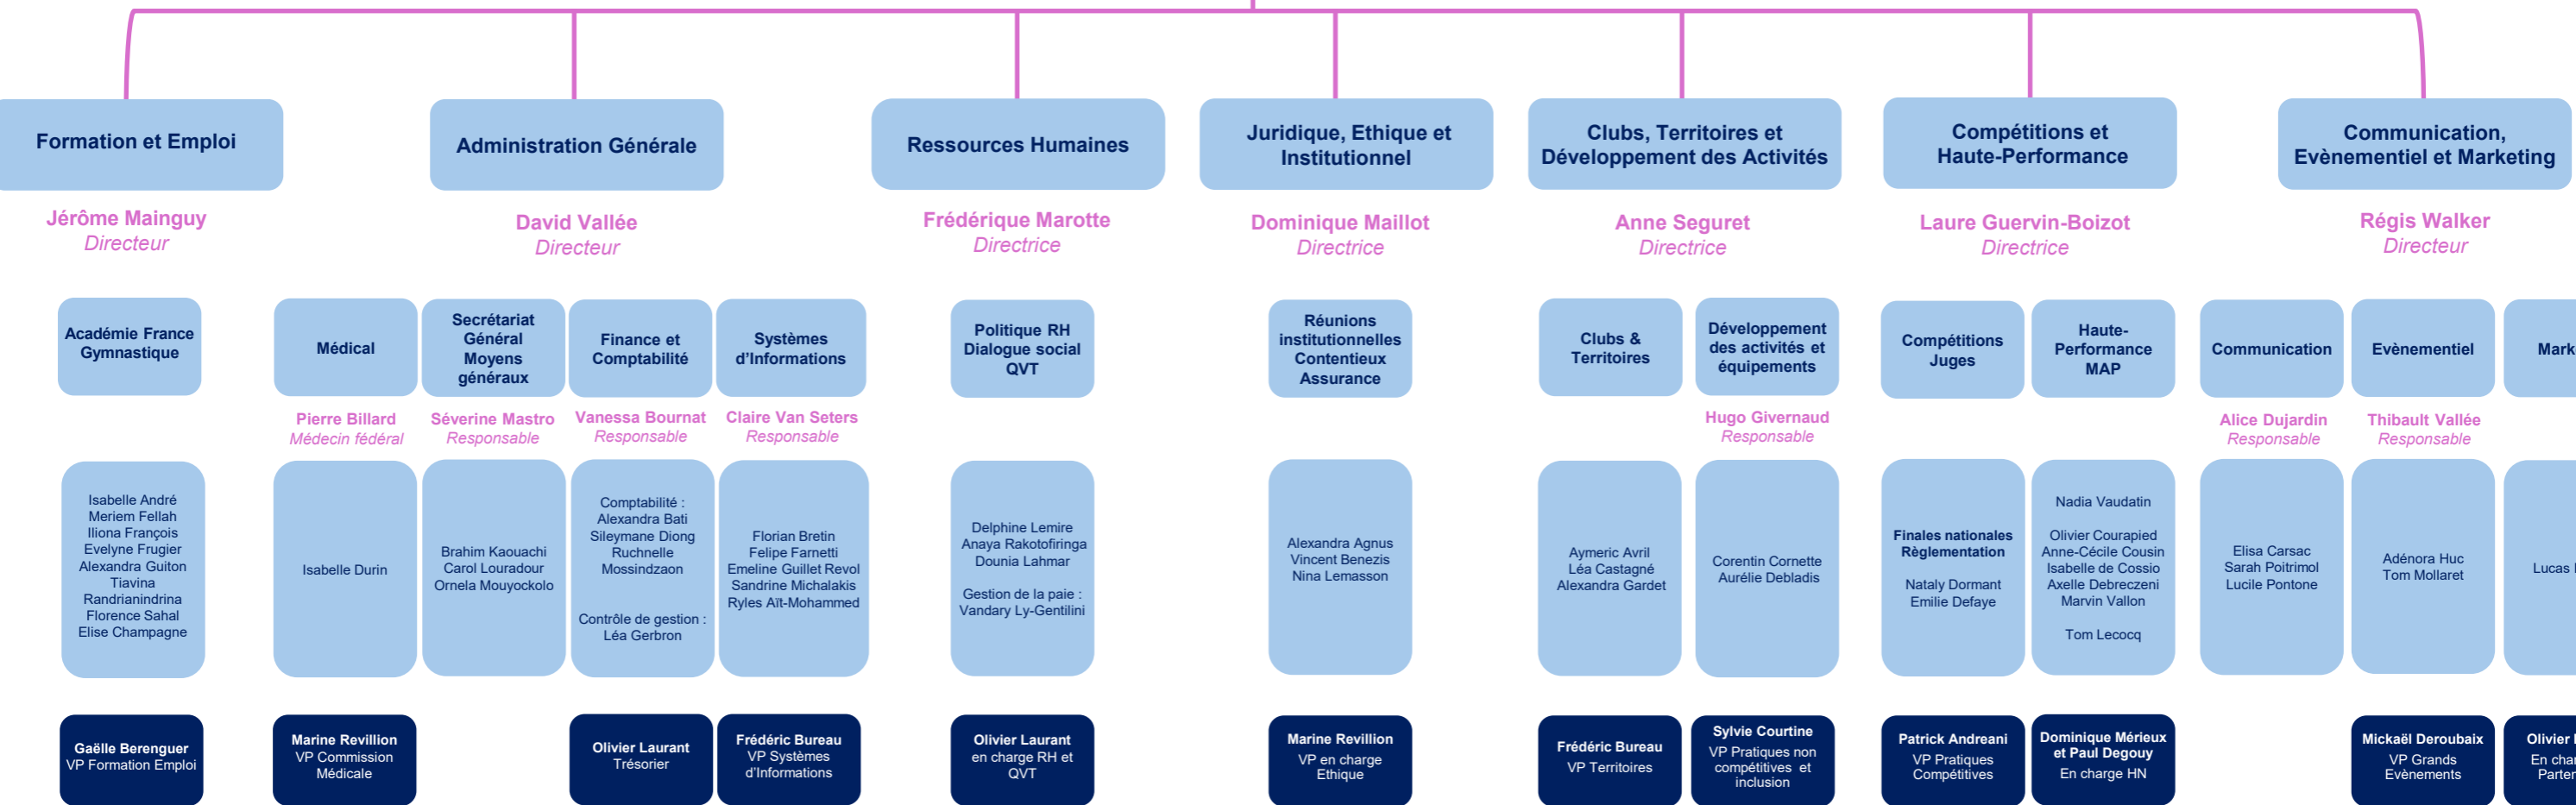 Formation et Emploi
Jérôme Mainguy
Directeur
Administration Générale
David Vallée
Directeur
Ressources Humaines
Frédérique Marotte
Directrice
Juridique, Ethique et
Institutionnel
Dominique Maillot
Directrice
Clubs, Territoires et
Développement des Activités
Anne Seguret
Directrice
Compétitions et
Haute-Performance
Laure Guervin-Boizot
Directrice
Communication,
Evènementiel et Marketing
Régis Walker
Directeur
Académie France
Gymnastique
Isabelle André
Meriem Fellah
Iliona François
Evelyne Frugier
Alexandra Guiton
Tiavina
Randrianindrina
Florence Sahal
Elise Champagne
Gaëlle Berenguer
VP Formation Emploi
Médical
Pierre Billard
Médecin fédéral
Isabelle Durin
Marine Revillion
VP Commission
Médicale
Secrétariat
Général
Moyens
généraux
Séverine Mastro
Responsable
Brahim Kaouachi
Carol Louradour
Ornela Mouyockolo
Finance et
Comptabilité
Vanessa Bournat
Responsable
Comptabilité :
Alexandra Bati
Sileymane Diong
Ruchnelle
Mossindzaon
Contrôle de gestion :
Léa Gerbron
Olivier Laurant
Trésorier
Systèmes
d’Informations
Claire Van Seters
Responsable
Florian Bretin
Felipe Farnetti
Emeline Guillet Revol
Sandrine Michalakis
Ryles Aït-Mohammed
Frédéric Bureau
VP Systèmes
d’Informations
Politique RH
Dialogue social
QVT
Delphine Lemire
Anaya Rakotofiringa
Dounia Lahmar
Gestion de la paie :
Vandary Ly-Gentilini
Olivier Laurant
en charge RH et
QVT
Réunions
institutionnelles
Contentieux
Assurance
Alexandra Agnus
Vincent Benezis
Nina Lemasson
Marine Revillion
VP en charge
Ethique
Clubs &
Territoires
Aymeric Avril
Léa Castagné
Alexandra Gardet
Frédéric Bureau
VP Territoires
Développement
des activités et
équipements
Hugo Givernaud
Responsable
Corentin Cornette
Aurélie Debladis
Sylvie Courtine
VP Pratiques non
compétitives et
inclusion
Compétitions
Juges
Finales nationales
Règlementation
Nataly Dormant
Emilie Defaye
Patrick Andreani
VP Pratiques
Compétitives
Haute-
Performance
MAP
Nadia Vaudatin
Olivier Courapied
Anne-Cécile Cousin
Isabelle de Cossio
Axelle Debreczeni
Marvin Vallon
Tom Lecocq
Dominique Mérieux
et Paul Degouy
En charge HN
Communication
Alice Dujardin
Responsable
Elisa Carsac
Sarah Poitrimol
Lucile Pontone
Evènementiel
Thibault Vallée
Responsable
Adénora Huc
Tom Mollaret
Mickaël Deroubaix
VP Grands
Evènements
Mark
Lucas
Olivier
En char
Parten